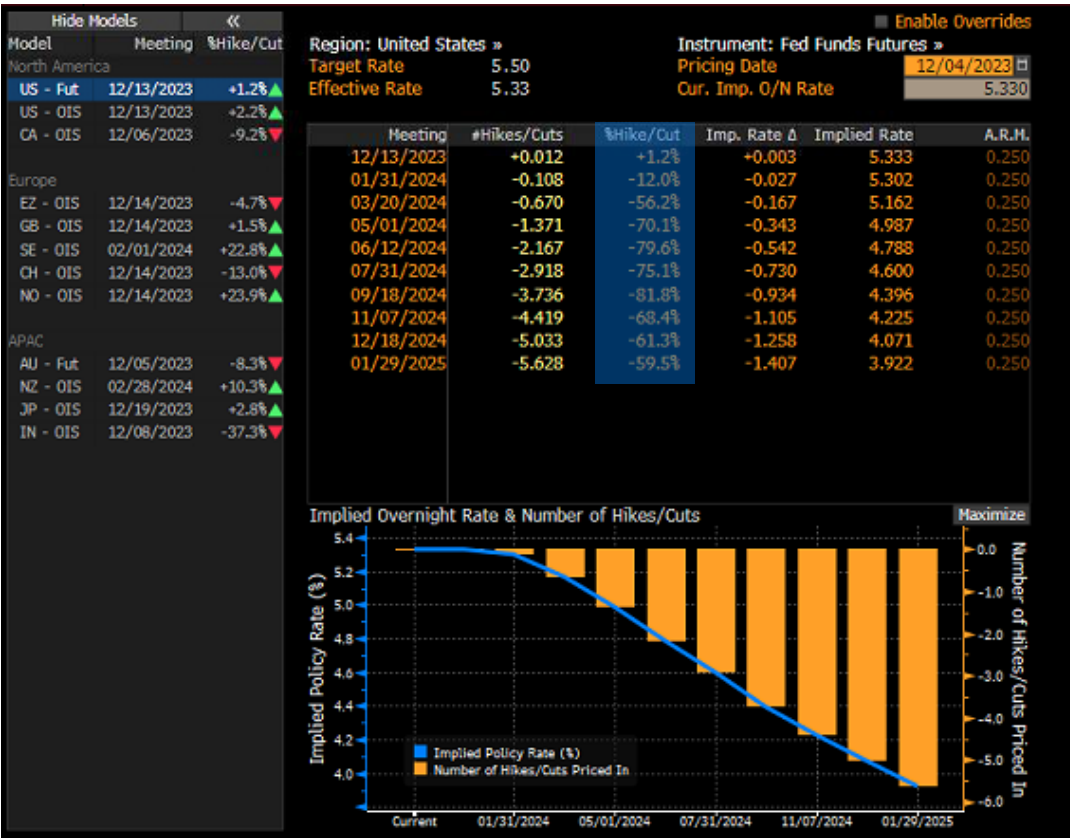 Hide Models «
Model Meeting %Hike/Cut
North America
US - Fut 12/13/2023 +1.2%▲
US - OIS 12/13/2023 +2.2%▲
CA - OIS 12/06/2023 -9.2%▼
Europe
EZ - OIS 12/14/2023 -4.7%▼
GB - OIS 12/14/2023 +1.5%▲
SE - OIS 02/01/2024 +22.8%▲
CH - OIS 12/14/2023 -13.0%▼
NO - OIS 12/14/2023 +23.9%▲
APAC
AU - Fut 12/05/2023 -8.3%▼
NZ - OIS 02/28/2024 +10.3%▲
JP - OIS 12/19/2023 +2.8%▲
IN - OIS 12/08/2023 -37.3%▼
Enable Overrides
Region: United States » Instrument: Fed Funds Futures »
Target Rate 5.50 Pricing Date 12/04/2023
Effective Rate 5.33 Cur. Imp. O/N Rate 5.330
Meeting #Hikes/Cuts %Hike/Cut Imp. Rate Δ Implied Rate A.R.M.
12/13/2023 +0.012 +1.2% +0.003 5.333 0.250
01/31/2024 -0.108 -12.0% -0.027 5.302 0.250
03/20/2024 -0.670 -56.2% -0.167 5.162 0.250
05/01/2024 -1.371 -70.1% -0.343 4.987 0.250
06/12/2024 -2.167 -79.6% -0.542 4.788 0.250
07/31/2024 -2.918 -75.1% -0.730 4.600 0.250
09/18/2024 -3.736 -81.8% -0.934 4.396 0.250
11/07/2024 -4.419 -68.4% -1.105 4.225 0.250
12/18/2024 -5.033 -61.3% -1.258 4.071 0.250
01/29/2025 -5.628 -59.5% -1.407 3.922 0.250
Implied Overnight Rate & Number of Hikes/Cuts Maximize
Implied Policy Rate (%)
5.4
5.2
5.0
4.8
4.6
4.4
4.2
4.0
Implied Policy Rate (%)
Number of Hikes/Cuts Priced In
0.0
-1.0
-2.0
-3.0
-4.0
-5.0
-6.0
Number of Hikes/Cuts Priced In
Current 01/31/2024 05/01/2024 07/31/2024 11/07/2024 01/29/2025